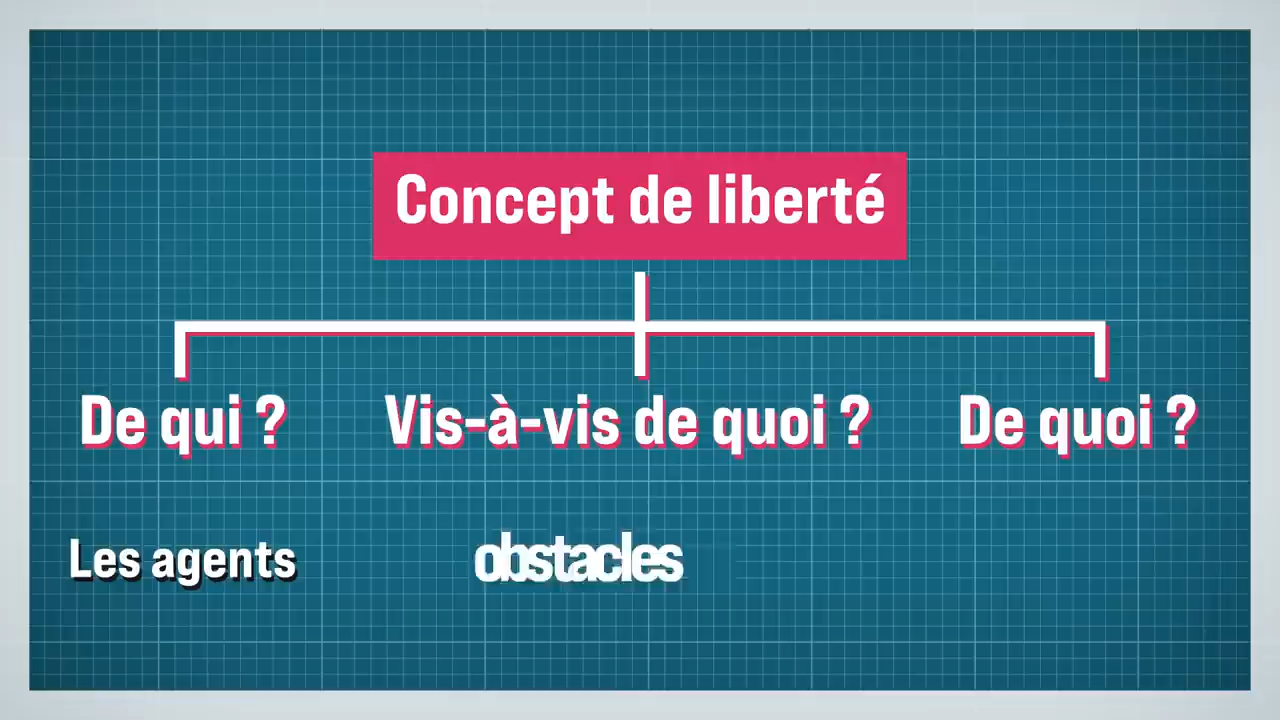 Concept de liberté
De qui ?
Vis-à-vis de quoi ?
De quoi ?
Les agents
obstacles